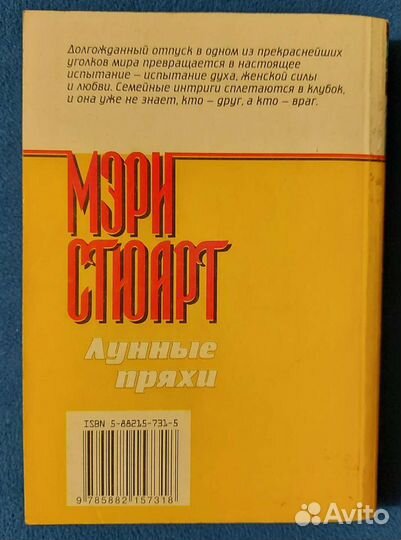 Долгожданный отпуск в одном из прекраснейших
уголков мира превращается в настоящее
испытание – испытание духа, женской силы
и любви. Семейные интриги сплетаются в клубок,
и она уже не знает, кто – друг, а кто – враг.
МЭРИ
СТЮАРТ
Лунные
пряхи
ISBN 5-88215-731-5
9 785882 157318
Avito